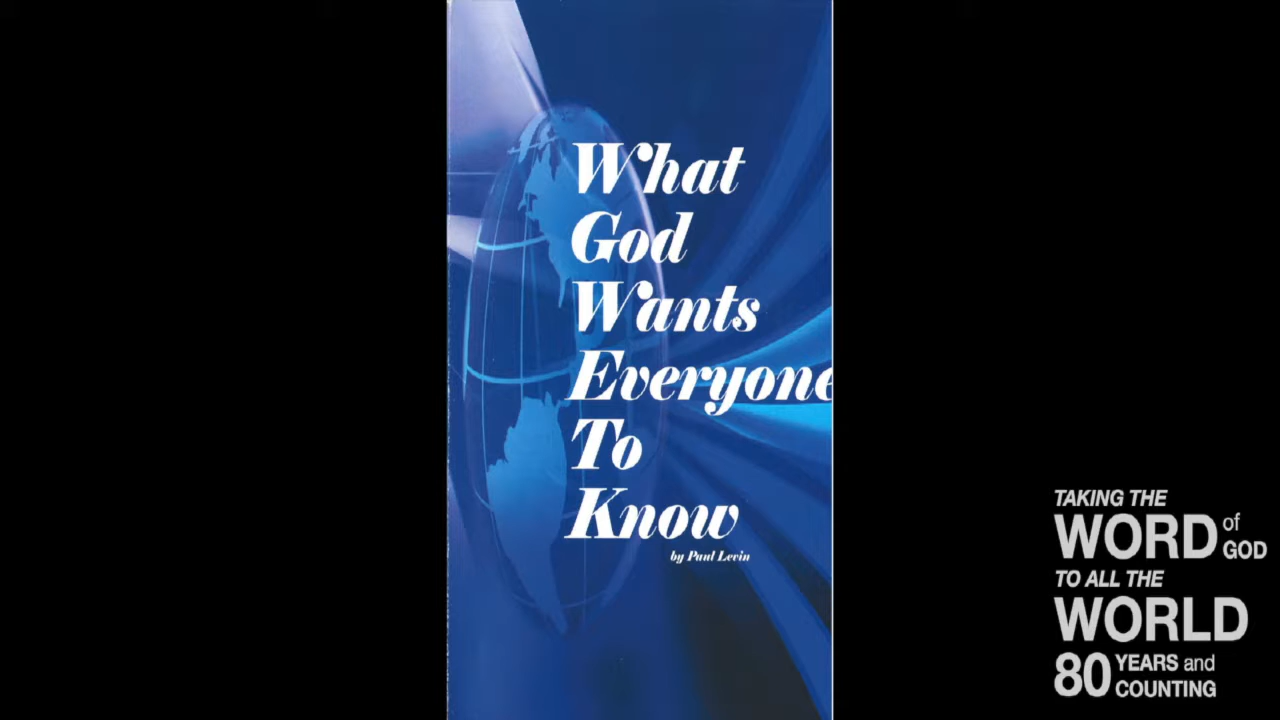 What
God
Wants
Everyone
To
Know
by Paul Levin
TAKING THE
WORD of GOD
TO ALL THE
WORLD
80 YEARS and COUNTING